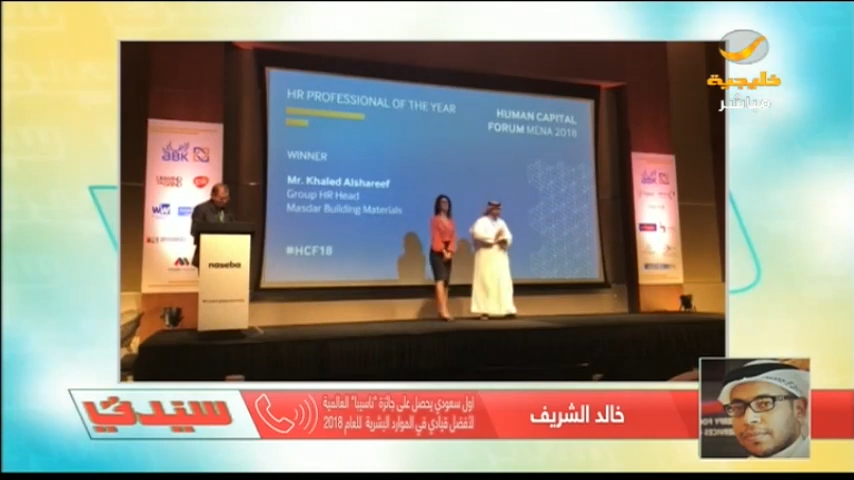 خليجية
مباشر
HR PROFESSIONAL OF THE YEAR
HUMAN CAPITAL
FORUM MENA 2018
WINNER
Mr. Khaled Alshareef
Group HR Head
Masdar Building Materials
#HCF18
ABK
naseba
سيدتي
اول سعودي يحصل على جائزة "ناسيبا" العالمية
لأفضل قيادي في الموارد البشرية للعام 2018
خالد الشريف